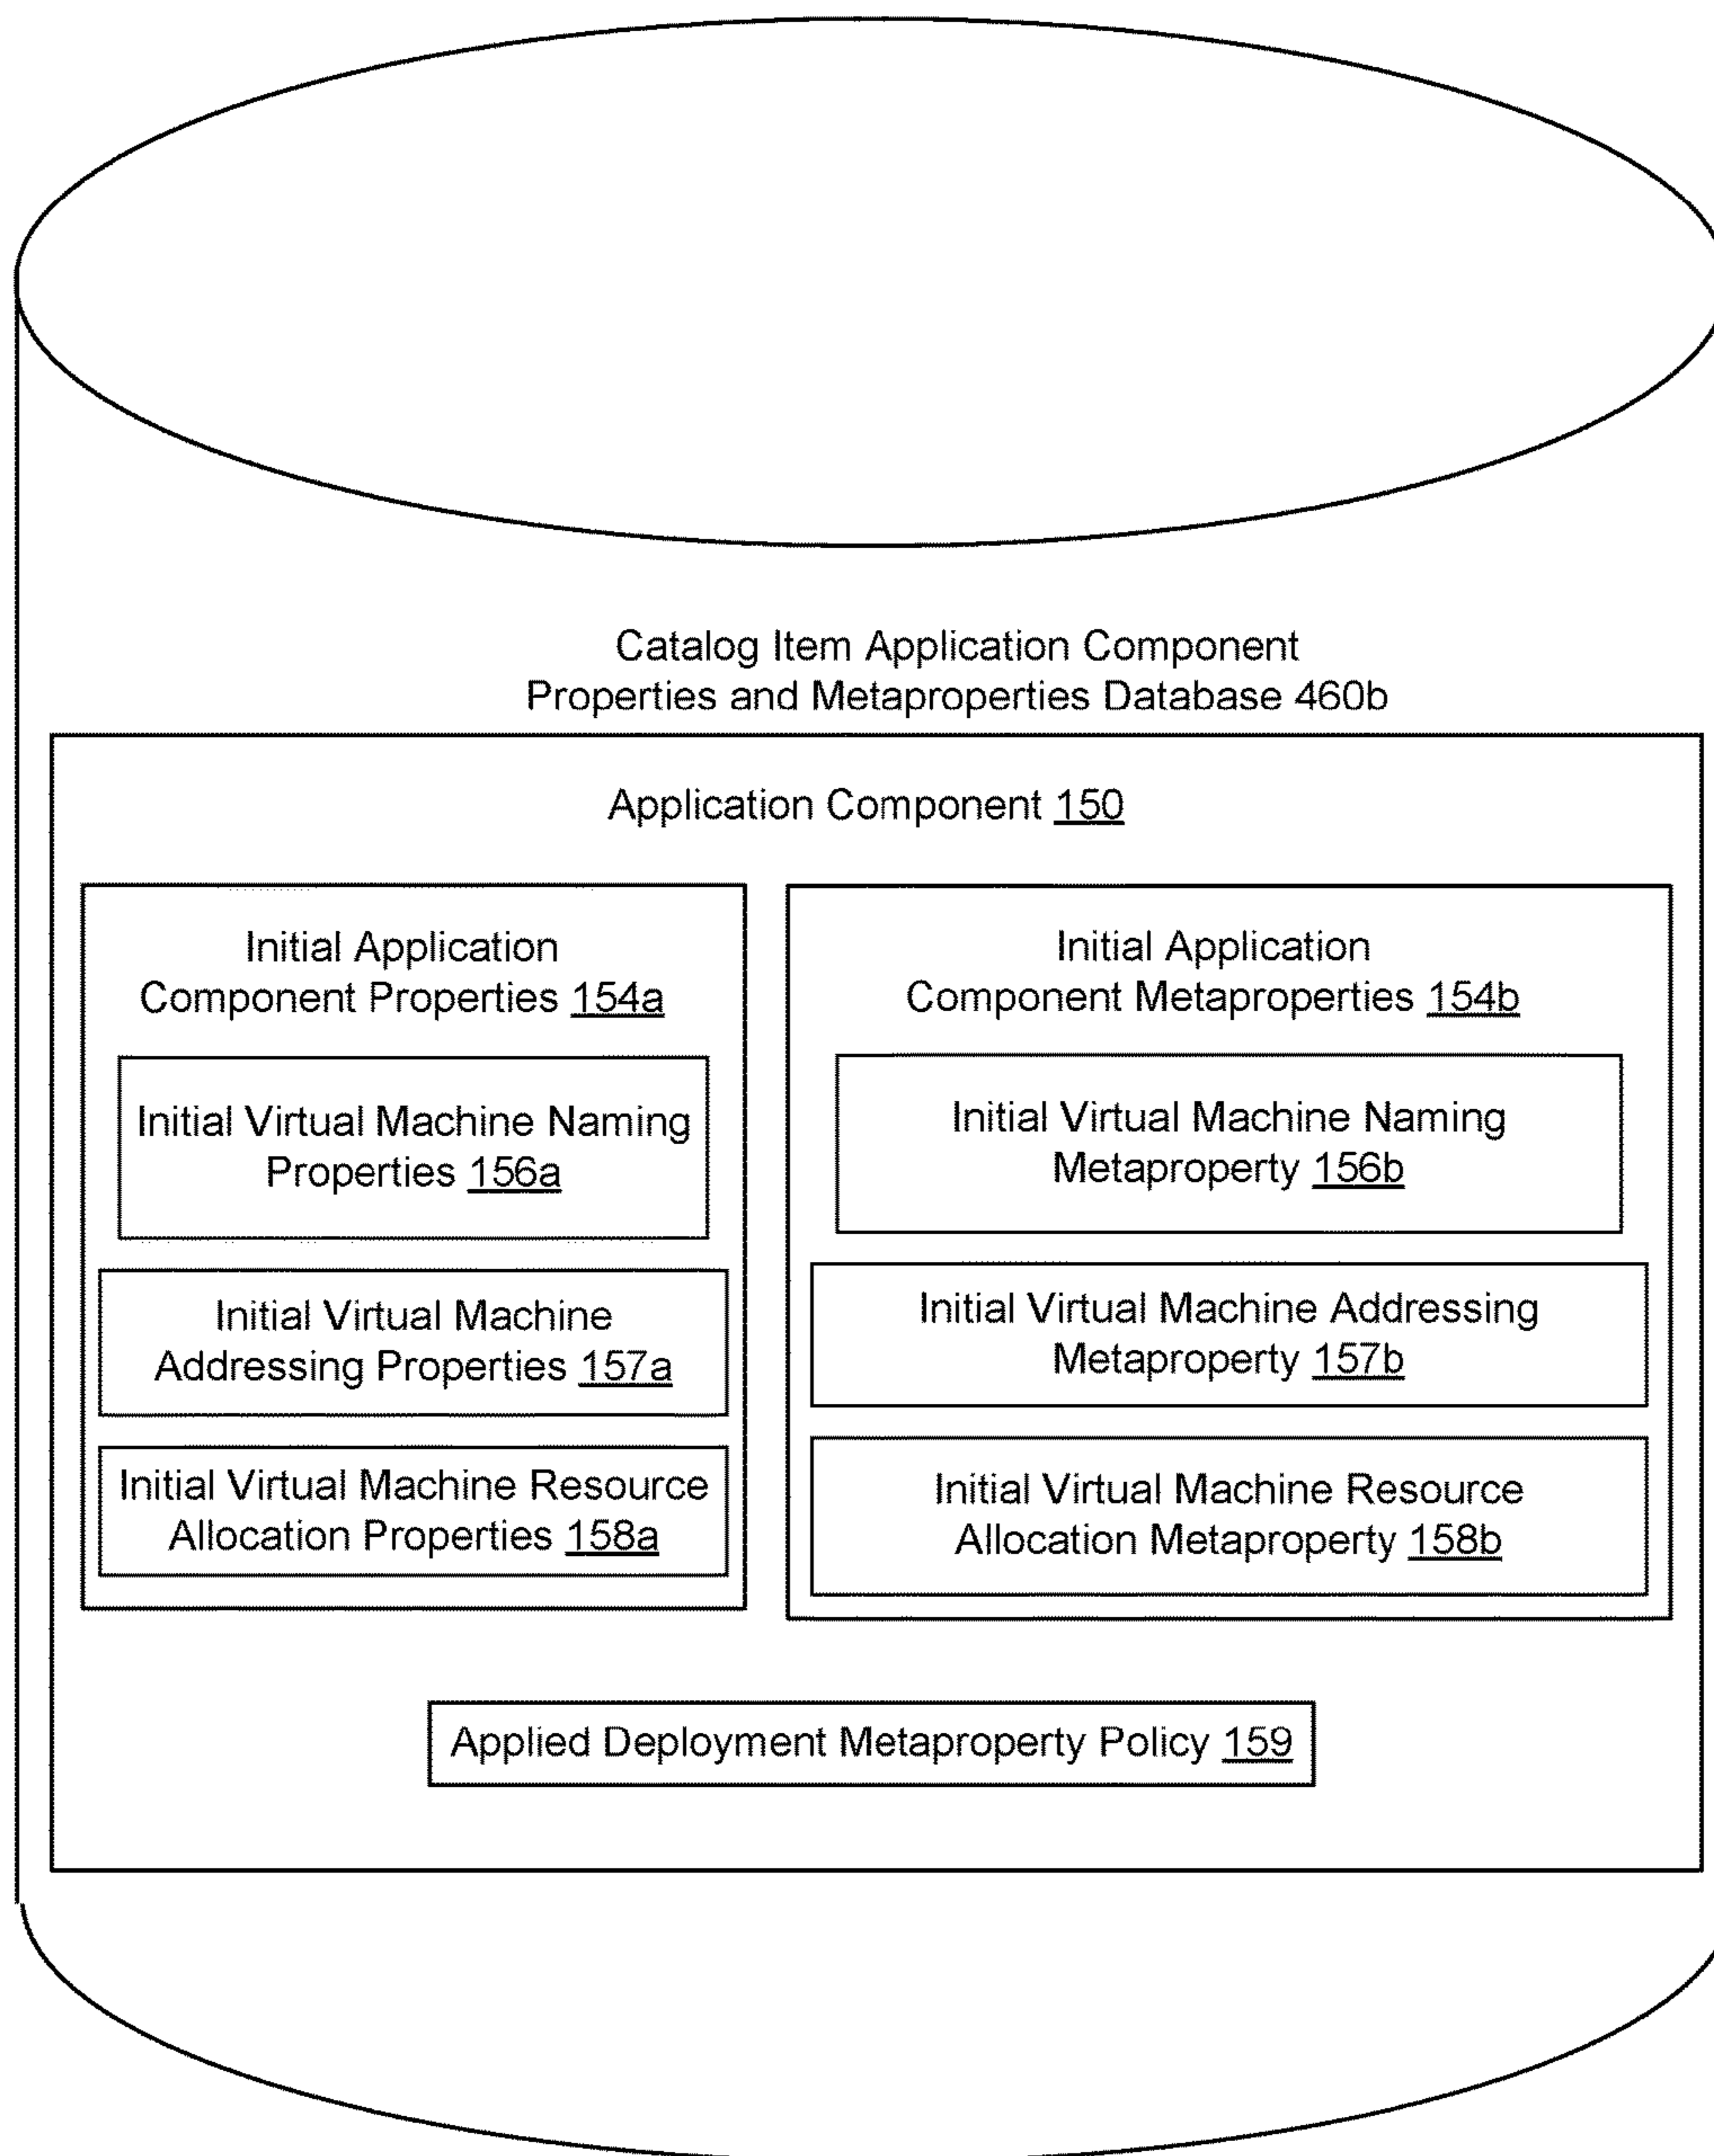 Catalog Item Application Component
Properties and Metaproperties Database 460b
Application Component 150
Initial Application
Component Properties 154a
Initial Virtual Machine Naming
Properties 156a
Initial Virtual Machine
Addressing Properties 157a
Initial Virtual Machine Resource
Allocation Properties 158a
Initial Application
Component Metaproperties 154b
Initial Virtual Machine Naming
Metaproperty 156b
Initial Virtual Machine Addressing
Metaproperty 157b
Initial Virtual Machine Resource
Allocation Metaproperty 158b
Applied Deployment Metaproperty Policy 159